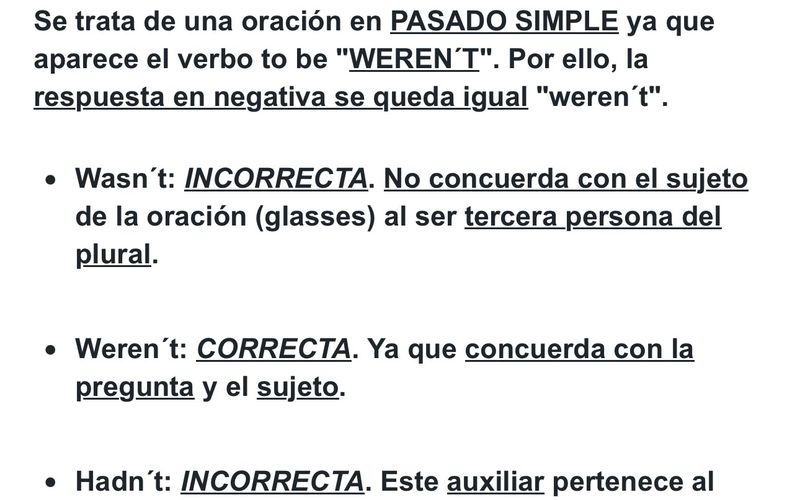 Se trata de una oración en PASADO SIMPLE ya que
aparece el verbo to be "WEREN´T". Por ello, la
respuesta en negativa se queda igual "weren´t".
• Wasn´t: INCORRECTA. No concuerda con el sujeto
de la oración (glasses) al ser tercera persona del
plural.
• Weren´t: CORRECTA. Ya que concuerda con la
pregunta y el sujeto.
• Hadn´t: INCORRECTA. Este auxiliar pertenece al